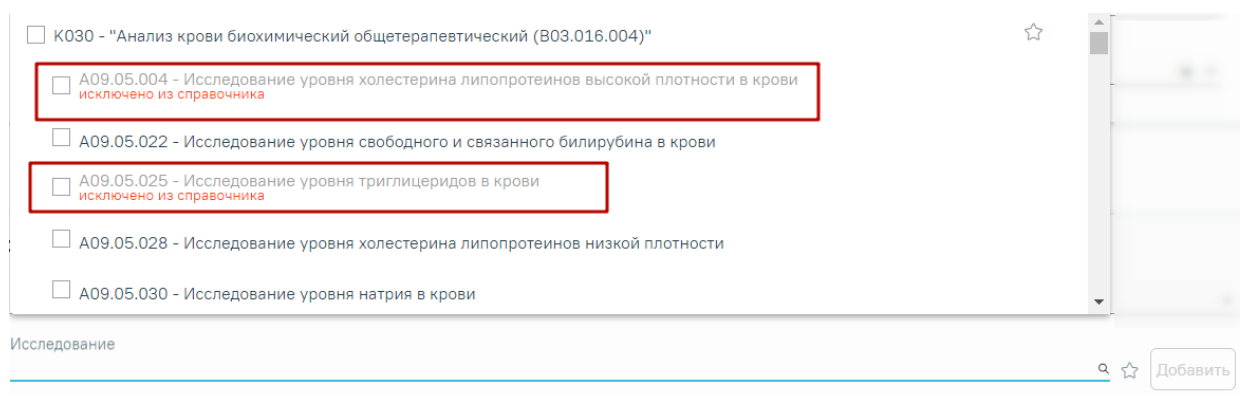 К030 - "Анализ крови биохимический общетерапевтический (B03.016.004)"
A09.05.004 - Исследование уровня холестерина липопротеинов высокой плотности в крови
исключено из справочника
A09.05.022 - Исследование уровня свободного и связанного билирубина в крови
A09.05.025 - Исследование уровня триглицеридов в крови
исключено из справочника
A09.05.028 - Исследование уровня холестерина липопротеинов низкой плотности
A09.05.030 - Исследование уровня натрия в крови
Исследование
Добавить